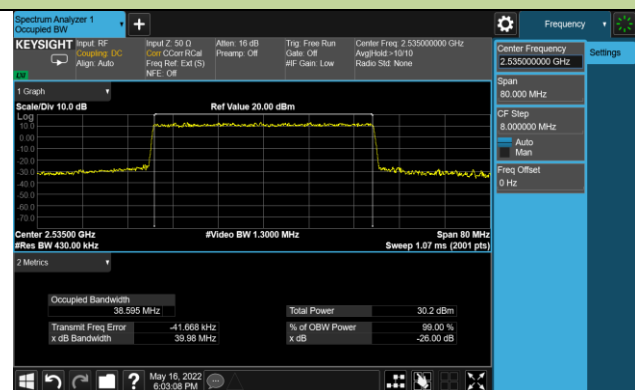 Spectrum Analyzer 1
Occupied BW
Frequency
KEYSIGHT
Input: RF
Coupling: DC
Align: Auto
Input Z: 50 Ω
Corr CCorr RCal
Freq Ref: Ext (S)
NFE: Off
Atten: 16 dB
Preamp: Off
Trig: Free Run
Gate: Off
#IF Gain: Low
Center Freq: 2.535000000 GHz
Avg|Hold:>10/10
Radio Std: None
Center Frequency
2.535000000 GHz
Settings
Span
80.000 MHz
CF Step
8.000000 MHz
Auto
Man
Freq Offset
0 Hz
1 Graph
Scale/Div 10.0 dB
Ref Value 20.00 dBm
Log
10.0
0.00
-10.0
-20.0
-30.0
-40.0
-50.0
-60.0
-70.0
Center 2.53500 GHz
#Video BW 1.3000 MHz
Span 80 MHz
#Res BW 430.00 kHz
Sweep 1.07 ms (2001 pts)
2 Metrics
Occupied Bandwidth
38.595 MHz
Total Power
30.2 dBm
Transmit Freq Error
-41.668 kHz
% of OBW Power
99.00 %
x dB Bandwidth
39.98 MHz
x dB
-26.00 dB
?
May 16, 2022
6:03:08 PM